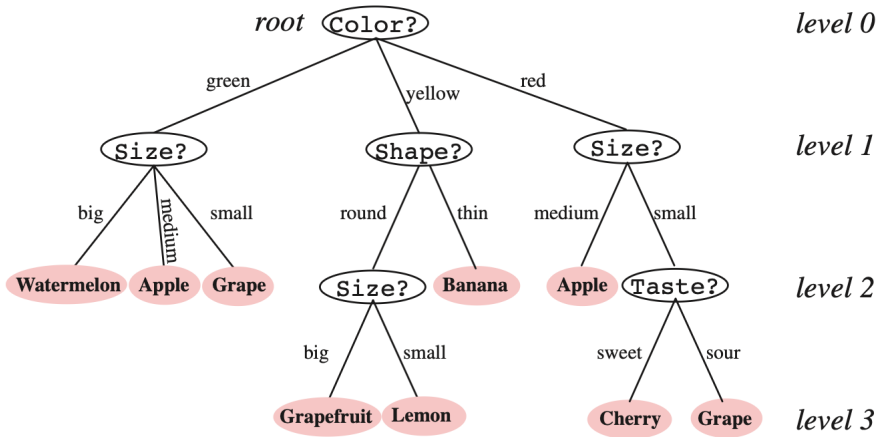 root Color? level 0
green yellow red
Size? Shape? Size? level 1
big medium small round thin medium small
Watermelon Apple Grape Size? Banana Apple Taste? level 2
big small sweet sour
Grapefruit Lemon Cherry Grape level 3